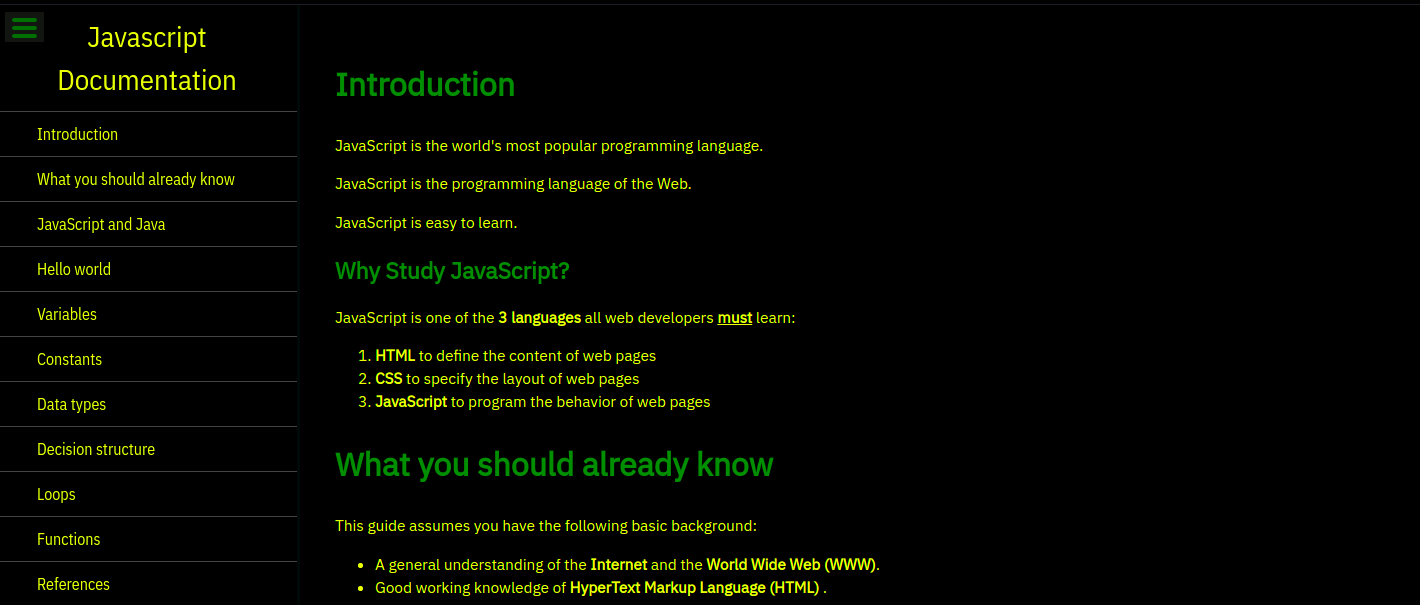 Javascript
Documentation
Introduction
What you should already know
JavaScript and Java
Hello world
Variables
Constants
Data types
Decision structure
Loops
Functions
References
Introduction
JavaScript is the world's most popular programming language.
JavaScript is the programming language of the Web.
JavaScript is easy to learn.
Why Study JavaScript?
JavaScript is one of the 3 languages all web developers must learn:
1. HTML to define the content of web pages
2. CSS to specify the layout of web pages
3. JavaScript to program the behavior of web pages
What you should already know
This guide assumes you have the following basic background:
• A general understanding of the Internet and the World Wide Web (WWW).
• Good working knowledge of HyperText Markup Language (HTML) .